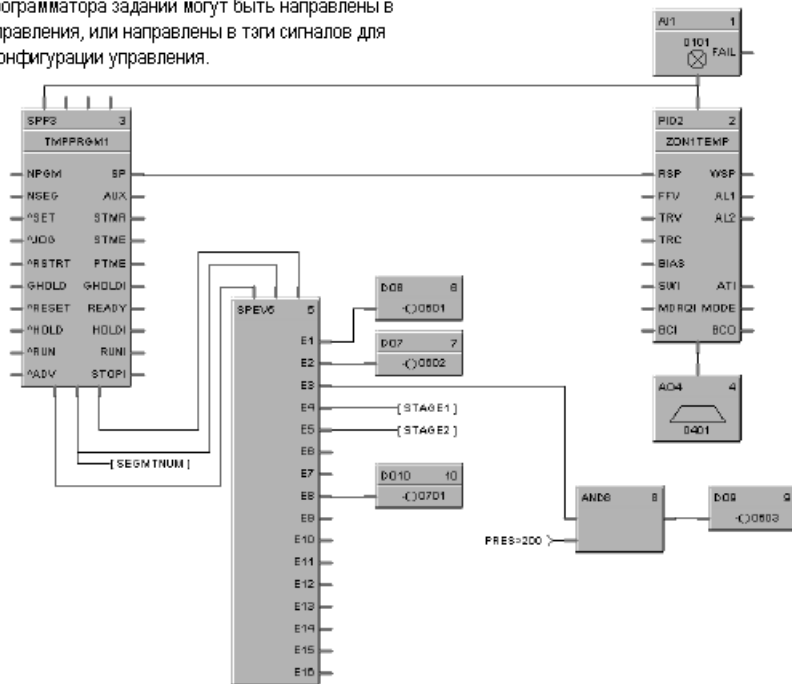 рограмматора заданий могут быть направлены в
правления, или направлены в тэги сигналов для
онфигурации управления.
AI1 1
0101 FAIL
SPP3 3
TMPPRGM1
NPGM SP
NSEG AUX
^SET STMR
^JOG STME
^RSTRT PTME
GHOLD GHOLDI
^RESET READY
^HOLD HOLDI
^RUN RUNI
^ADV STOPI
PID2 2
ZON1TEMP
RSP WSP
FFV AL1
TRV AL2
TRC
BIAS
SWI ATI
MDRQI MODE
BCI BCO
SPEV5 5
E1
E2
E3
E4
E5
E6
E7
E8
E9
E10
E11
E12
E13
E14
E15
E16
DO6 6
-()0601
DO7 7
-()0602
[STAGE1]
[STAGE2]
[SEGMTNUM]
DO10 10
-()0701
AO4 4
0401
AND8 8
DO9 9
-()0603
PRES>200